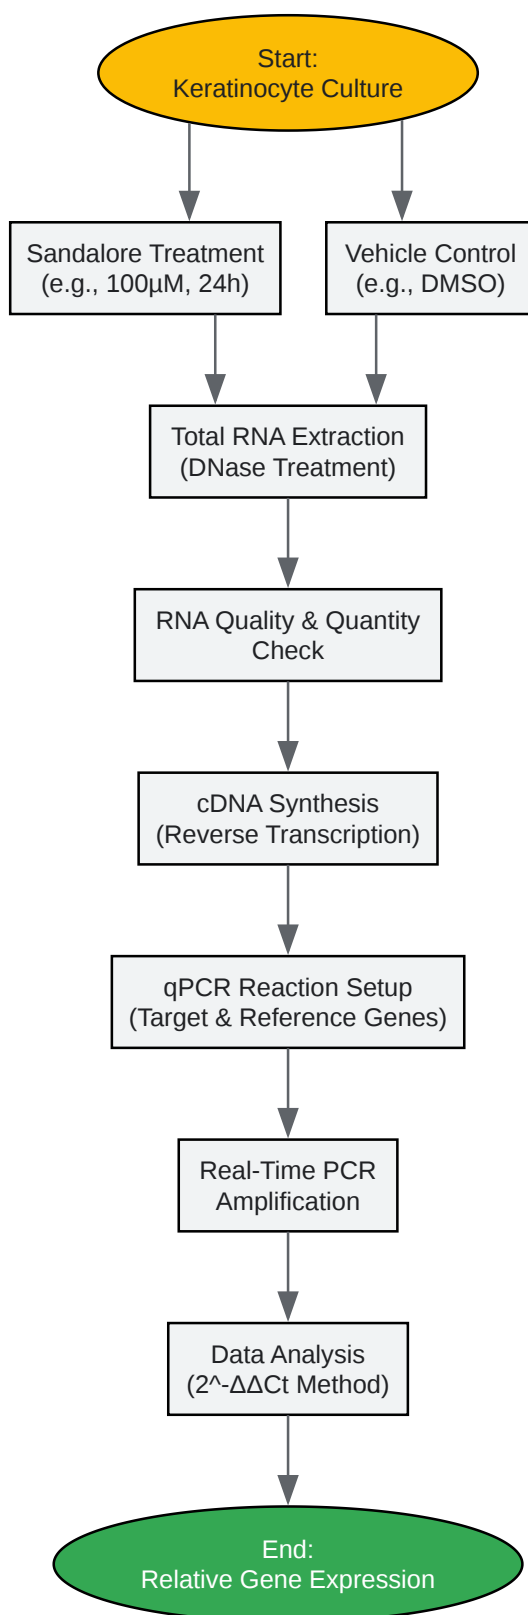 Start:
Keratinocyte Culture
Sandalore Treatment
(e.g., 100μM, 24h)
Vehicle Control
(e.g., DMSO)
Total RNA Extraction
(DNase Treatment)
RNA Quality & Quantity
Check
cDNA Synthesis
(Reverse Transcription)
qPCR Reaction Setup
(Target & Reference Genes)
Real-Time PCR
Amplification
Data Analysis
(2^-ΔΔCt Method)
End:
Relative Gene Expression